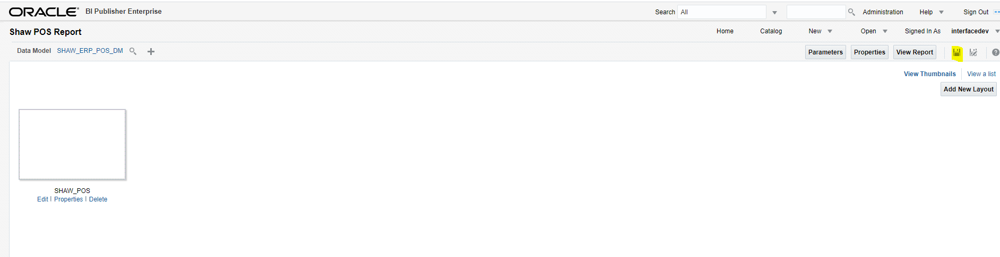 ORACLE® BI Publisher Enterprise Search All Administration Help Sign Out
Shaw POS Report Home Catalog New Open Signed In As interfacedev
Data Model SHAW_ERP_POS_DM Parameters Properties View Report ?
View Thumbnails View a list
Add New Layout
SHAW_POS
Edit | Properties | Delete